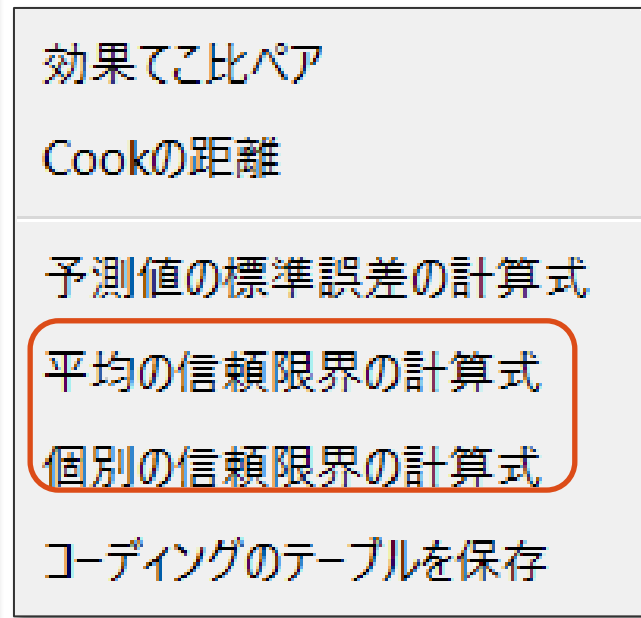 効果てこ比ペア
Cookの距離
予測値の標準誤差の計算式
平均の信頼限界の計算式
個別の信頼限界の計算式
コーディングのテーブルを保存